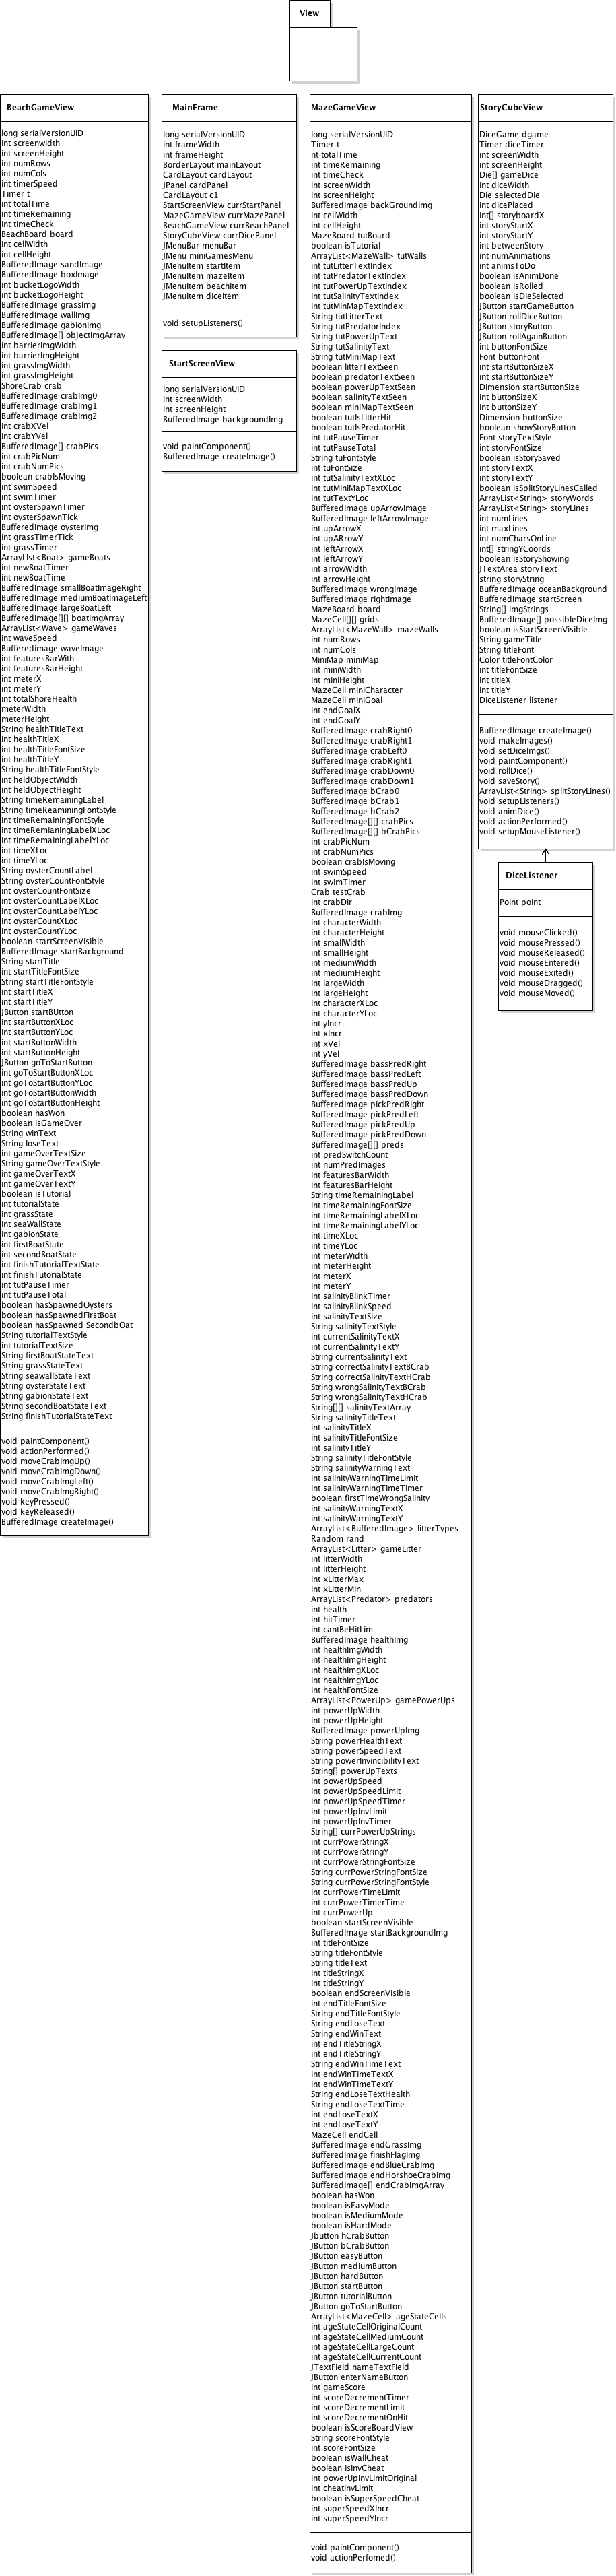 View
BeachGameView
long serialVersionUID
int screenwidth
int screenHeight
int numRows
int numCols
int timerSpeed
Timer t
int totalTime
int timeRemaining
int timeCheck
BeachBoard board
int cellWidth
int cellHeight
BufferedImage sandImage
BufferedImage boxImage
int bucketLogoWidth
int bucketLogoHeight
BufferedImage grassImg
BufferedImage wallImg
BufferedImage gabionImg
BufferedImage[] objectImgArray
int barrierImgWidth
int barrierImgHeight
int grassImgWidth
int grassImgHeight
ShoreCrab crab
BufferedImage crabImg0
BufferedImage crabImg1
BufferedImage crabImg2
int crabXVel
int crabYVel
BufferedImage[] crabPics
int crabPicNum
int crabNumPics
boolean crabIsMoving
int swimSpeed
int swimTimer
int oysterSpawnTimer
int oysterSpawnTick
BufferedImage oysterImg
int grassTimerTick
int grassTimer
ArrayLIst<Boat> gameBoats
int newBoatTimer
int newBoatTime
BufferedImage smallBoatImageRight
BufferedImage mediumBoatImageLeft
BufferedImage largeBoatLeft
BufferedImage[][] boatImgArray
ArrayList<Wave> gameWaves
int waveSpeed
Bufferedimage waveImage
int featuresBarWith
int featuresBarHeight
int meterX
int meterY
int totalShoreHealth
meterWidth
meterHeight
String healthTitleText
int healthTitleX
int healthTitleFontSize
int healthTitleY
String healthTitleFontStyle
int heldObjectWidth
int heldObjectHeight
String timeRemainingLabel
String timeReaminingFontStyle
int timeRemainingFontSize
int timeRemianingLabelXLoc
int timeRemainingLabelYLoc
int timeXLoc
int timeYLoc
String oysterCountLabel
String oysterCountFontStyle
int oysterCountFontSize
int oysterCountLabelXLoc
int oysterCountLabelYLoc
int oysterCountXLoc
int oysterCountYLoc
boolean startScreenVisible
BufferedImage startBackground
String startTitle
int startTitleFontSize
String startTitleFontStyle
int startTitleX
int startTitleY
JButton startBUtton
int startButtonXLoc
int startButtonYLoc
int startButtonWidth
int startButtonHeight
JButton goToStartButton
int goToStartButtonXLoc
int goToStartButtonYLoc
int goToStartButtonWidth
int goToStartButtonHeight
boolean hasWon
boolean isGameOver
String winText
String loseText
int gameOverTextSize
String gameOverTextStyle
int gameOverTextX
int gameOverTextY
boolean isTutorial
int tutorialState
int grassState
int seaWallState
int gabionState
int firstBoatState
int secondBoatState
int finishTutorialTextState
int finishTutorialState
int tutPauseTimer
int tutPauseTotal
boolean hasSpawnedOysters
boolean hasSpawnedFirstBoat
boolean hasSpawned SecondbOat
String tutorialTextStyle
int tutorialTextSize
String firstBoatStateText
String grassStateText
String seawallStateText
String oysterStateText
String gabionStateText
String secondBoatStateText
String finishTutorialStateText
void paintComponent()
void actionPerformed()
void moveCrabImgUp()
void moveCrabImgDown()
void moveCrabImgLeft()
void moveCrabImgRight()
void keyPressed()
void keyReleased()
BufferedImage createImage()
MainFrame
long serialVersionUID
int frameWidth
int frameHeight
BorderLayout mainLayout
CardLayout cardLayout
JPanel cardPanel
CardLayout c1
StartScreenView currStartPanel
MazeGameView currMazePanel
BeachGameView currBeachPanel
StoryCubeView currDicePanel
JMenuBar menuBar
JMenu miniGamesMenu
JMenuItem startItem
JMenuItem mazeItem
JMenuItem beachItem
JMenuItem diceItem
void setupListeners()
StartScreenView
long serialVersionUID
int screenWidth
int screenHeight
BufferedImage backgroundImg
void paintComponent()
BufferedImage createImage()
MazeGameView
long serialVersionUID
Timer t
nt totalTime
int timeRemaining
int timeCheck
int screenWidth
int screenHeight
BufferedImage backGroundImg
int cellWidth
int cellHeight
MazeBoard tutBoard
boolean isTutorial
ArrayList<MazeWall> tutWalls
int tutLitterTextIndex
int tutPredatorTextIndex
int tutPowerUpTextIndex
int tutSalinityTextIndex
int tutMinMapTextIndex
String tutLitterText
String tutPredatorIndex
String tutPowerUpText
String tutSalinityText
String tutMiniMapText
boolean litterTextSeen
boolean predatorTextSeen
boolean powerUpTextSeen
boolean salinityTextSeen
boolean miniMapTextSeen
boolean tutIsLitterHit
boolean tutIsPredatorHit
int tutPauseTimer
int tutPauseTotal
String tuFontStyle
int tuFontSize
int tutSalinityTextXLoc
int tutMiniMapTextXLoc
int tutTextYLoc
BufferedImage upArrowImage
BufferedImage leftArrowImage
int upArrowX
int upARrowY
int leftArrowX
int leftArrowY
int arrowWidth
int arrowHeight
BufferedImage wrongImage
BufferedImage rightImage
MazeBoard board
MazeCell[][] grids
ArrayList<MazeWall> mazeWalls
int numRows
int numCols
MiniMap miniMap
int miniWidth
int miniHeight
MazeCell miniCharacter
MazeCell miniGoal
int endGoalX
int endGoalY
BufferedImage crabRight0
BufferedImage crabRight1
BufferedImage crabLeft0
BufferedImage crabRight1
BufferedImage crabDown0
BufferedImage crabDown1
BufferedImage bCrab0
BufferedImage bCrab1
BufferedImage bCrab2
BufferedImage[][] crabPics
BufferedImage[][] bCrabPics
int crabPicNum
int crabNumPics
boolean crabIsMoving
int swimSpeed
int swimTimer
Crab testCrab
int crabDir
BufferedImage crabImg
int characterWidth
int characterHeight
int smallWidth
int smallHeight
int mediumWidth
int mediumHeight
int largeWidth
int largeHeight
int characterXLoc
int characterYLoc
int yIncr
int xIncr
int xVel
int yVel
BufferedImage bassPredRight
BufferedImage bassPredLeft
BufferedImage bassPredUp
BufferedImage bassPredDown
BufferedImage pickPredRight
BufferedImage pickPredLeft
BufferedImage pickPredUp
BufferedImage pickPredDown
BufferedImage[][] preds
int predSwitchCount
int numPredImages
int featuresBarWidth
int featuresBarHeight
String timeRemainingLabel
int timeRemainingFontSize
int timeRemainingLabelXLoc
int timeRemainingLabelYLoc
int timeXLoc
int timeYLoc
int meterWidth
int meterHeight
int meterX
int meterY
int salinityBlinkTimer
int salinityBlinkSpeed
int salinityTextSize
String salinityTextStyle
int currentSalinityTextX
int currentSalinityTextY
String currentSalinityText
String correctSalinityTextBCrab
String correctSalinityTextHCrab
String wrongSalinityTextBCrab
String wrongSalinityTextHCrab
String[][] salinityTextArray
String salinityTitleText
int salinityTitleX
int salinityTitleFontSize
int salinityTitleY
String salinityTitleFontStyle
String salinityWarningText
int salinityWarningTimeLimit
int salinityWarningTimeTimer
boolean firstTimeWrongSalinity
int salinityWarningTextX
int salinityWarningTextY
ArrayList<BufferedImage> litterTypes
Random rand
ArrayList<Litter> gameLitter
int litterWidth
int litterHeight
int xLitterMax
int xLitterMin
ArrayList<Predator> predators
int health
int hitTimer
int cantBeHitLim
BufferedImage healthImg
int healthImgWidth
int healthImgHeight
int healthImgXLoc
int healthImgYLoc
int healthFontSize
ArrayList<PowerUp> gamePowerUps
int powerUpWidth
int powerUpHeight
BufferedImage powerUpImg
String powerHealthText
String powerSpeedText
String powerInvincibilityText
String[] powerUpTexts
int powerUpSpeed
int powerUpSpeedLimit
int powerUpSpeedTimer
int powerUpInvLimit
int powerUpInvTimer
String[] currPowerUpStrings
int currPowerStringX
int currPowerStringY
int currPowerStringFontSize
String currPowerStringFontSize
String currPowerStringFontStyle
int currPowerTimeLimit
int currPowerTimerTime
int currPowerUp
boolean startScreenVisible
BufferedImage startBackgroundImg
int titleFontSize
String titleFontStyle
String titleText
int titleStringX
int titleStringY
boolean endScreenVisible
int endTitleFontSize
String endTitleFontStyle
String endLoseText
String endWinText
int endTitleStringX
int endTitleStringY
String endWinTimeText
int endWinTimeTextX
int endWinTimeTextY
String endLoseTextHealth
String endLoseTextTime
int endLoseTextX
int endLoseTextY
MazeCell endCell
BufferedImage endGrassImg
BufferedImage finishFlagImg
BufferedImage endBlueCrabImg
BufferedImage endHorshoeCrabImg
BufferedImage[] endCrabImgArray
boolean hasWon
boolean isEasyMode
boolean isMediumMode
boolean isHardMode
Jbutton hCrabButton
JButton bCrabButton
JButton easyButton
JButton mediumButton
JButton hardButton
JButton startButton
JButton tutorialButton
JButton goToStartButton
ArrayList<MazeCell> ageStateCells
int ageStateCellOriginalCount
int ageStateCellMediumCount
int ageStateCellLargeCount
int ageStateCellCurrentCount
JTextField nameTextField
JButton enterNameButton
int gameScore
int scoreDecrementTimer
int scoreDecrementLimit
int scoreDecrementOnHit
boolean isScoreBoardView
String scoreFontStyle
int scoreFontSize
boolean isWallCheat
boolean isInvCheat
int powerUpInvLimitOriginal
int cheatInvLimit
boolean isSuperSpeedCheat
int superSpeedXIncr
int superSpeedYIncr
void paintComponent()
void actionPerfomed()
StoryCubeView
DiceGame dgame
Timer diceTimer
int screenWidth
int screenHeight
Die[] gameDice
int diceWidth
Die selectedDie
int dicePlaced
int[] storyboardX
int storyStartX
int storyStartY
int betweenStory
int numAnimations
int animsToDo
boolean isAnimDone
boolean isRolled
boolean isDieSelected
JButton startGameButton
JButton rollDiceButton
JButton storyButton
JButton rollAgainButton
int buttonFontSize
Font buttonFont
int startButtonSizeX
int startButtonSizeY
Dimension startButtonSize
int buttonSizeX
int buttonSizeY
Dimension buttonSize
boolean showStoryButton
Font storyTextStyle
int storyFontSize
boolean isStorySaved
int storyTextX
int storyTextY
boolean isSplitStoryLinesCalled
ArrayList<String> storyWords
ArrayList<String> storyLines
int numLines
int maxLines
int numCharsOnLine
int[] stringYCoords
boolean isStoryShowing
JTextArea storyText
string storyString
BufferedImage oceanBackground
BufferedImage startScreen
String[] imgStrings
BufferedImage[] possibleDiceImg
boolean isStartScreenVisible
String gameTitle
String titleFont
Color titleFontColor
int titleFontSize
int titleX
int titleY
DiceListener listener
BufferedImage createImage()
void makeImages()
void setDiceImgs()
void paintComponent()
void rollDice()
void saveStory()
ArrayList<String> splitStoryLines()
void setupListeners()
void animDice()
void actionPerformed()
void setupMouseListener()
DiceListener
Point point
void mouseClicked()
void mousePressed()
void mouseReleased()
void mouseEntered()
void mouseExited()
void mouseDragged()
void mouseMoved()